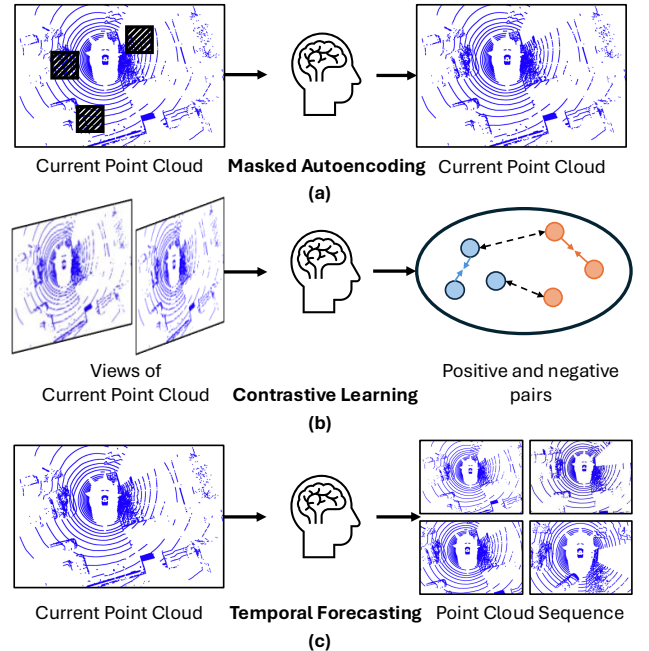 Current Point Cloud Masked Autoencoding Current Point Cloud
(a)
Views of
Current Point Cloud
Contrastive Learning
Positive and negative
pairs
(b)
Current Point Cloud Temporal Forecasting Point Cloud Sequence
(c)